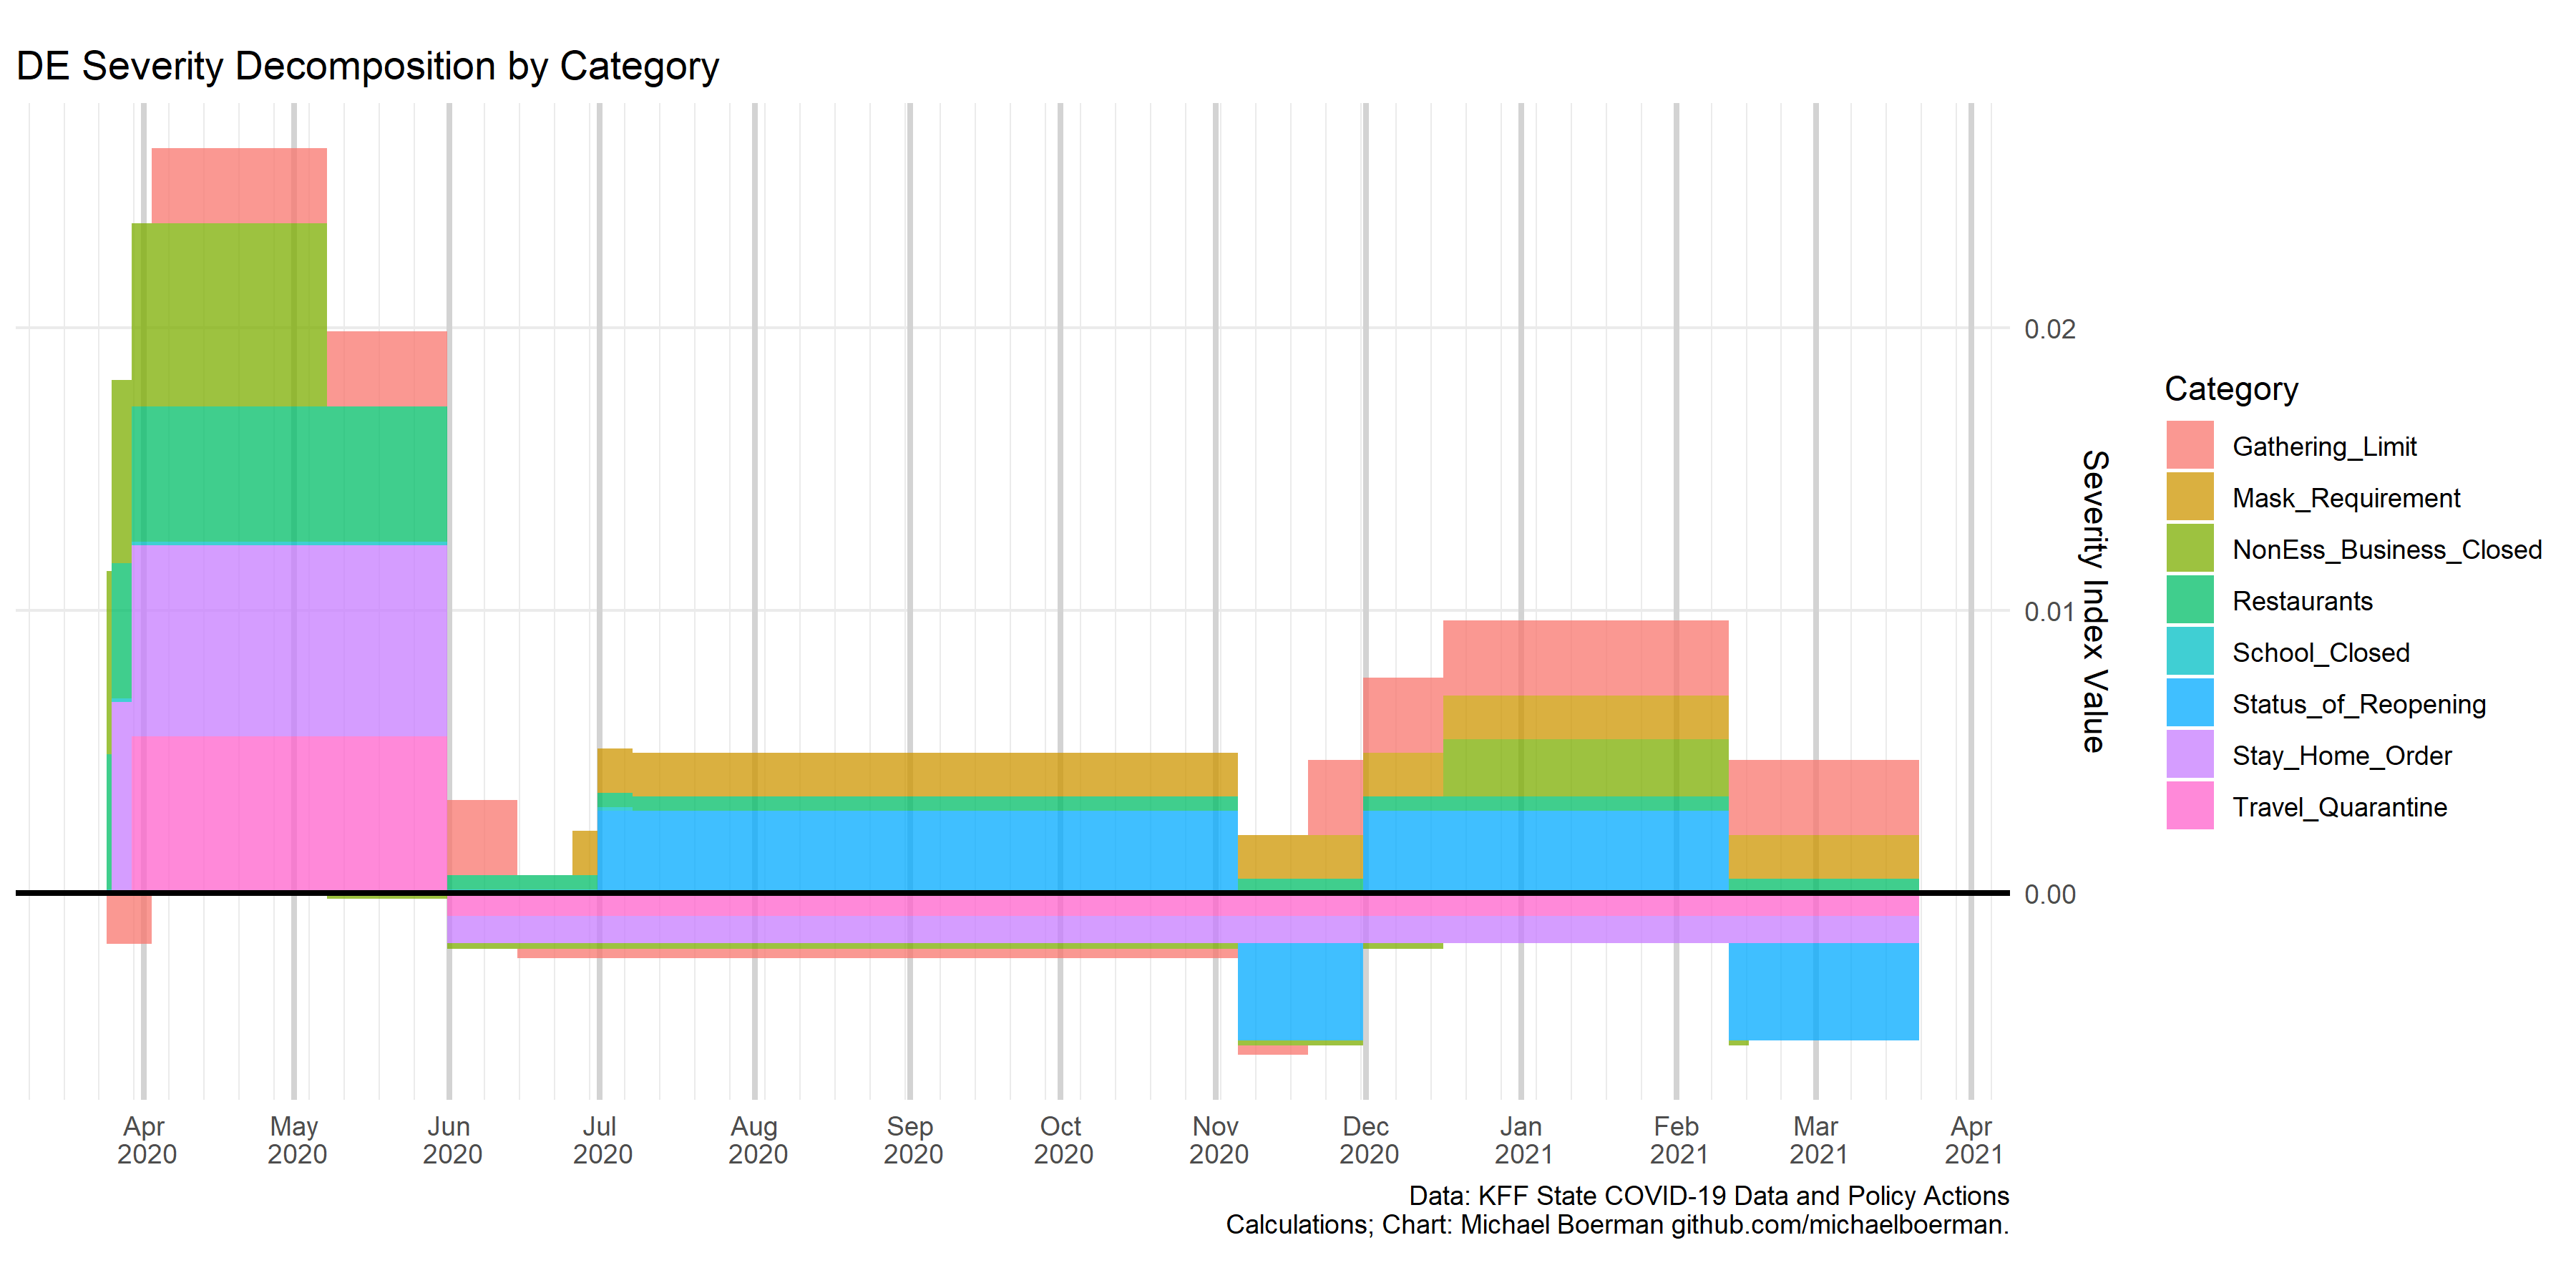 DE Severity Decomposition by Category
0.02
0.01
0.00
Severity Index Value
Category
Gathering_Limit
Mask_Requirement
NonEss_Business_Closed
Restaurants
School_Closed
Status_of_Reopening
Stay_Home_Order
Travel_Quarantine
Apr May Jun Jul Aug Sep Oct Nov Dec Jan Feb Mar Apr
2020 2020 2020 2020 2020 2020 2020 2020 2020 2021 2021 2021 2021
Data: KFF State COVID-19 Data and Policy Actions
Calculations; Chart: Michael Boerman github.com/michaelboerman.